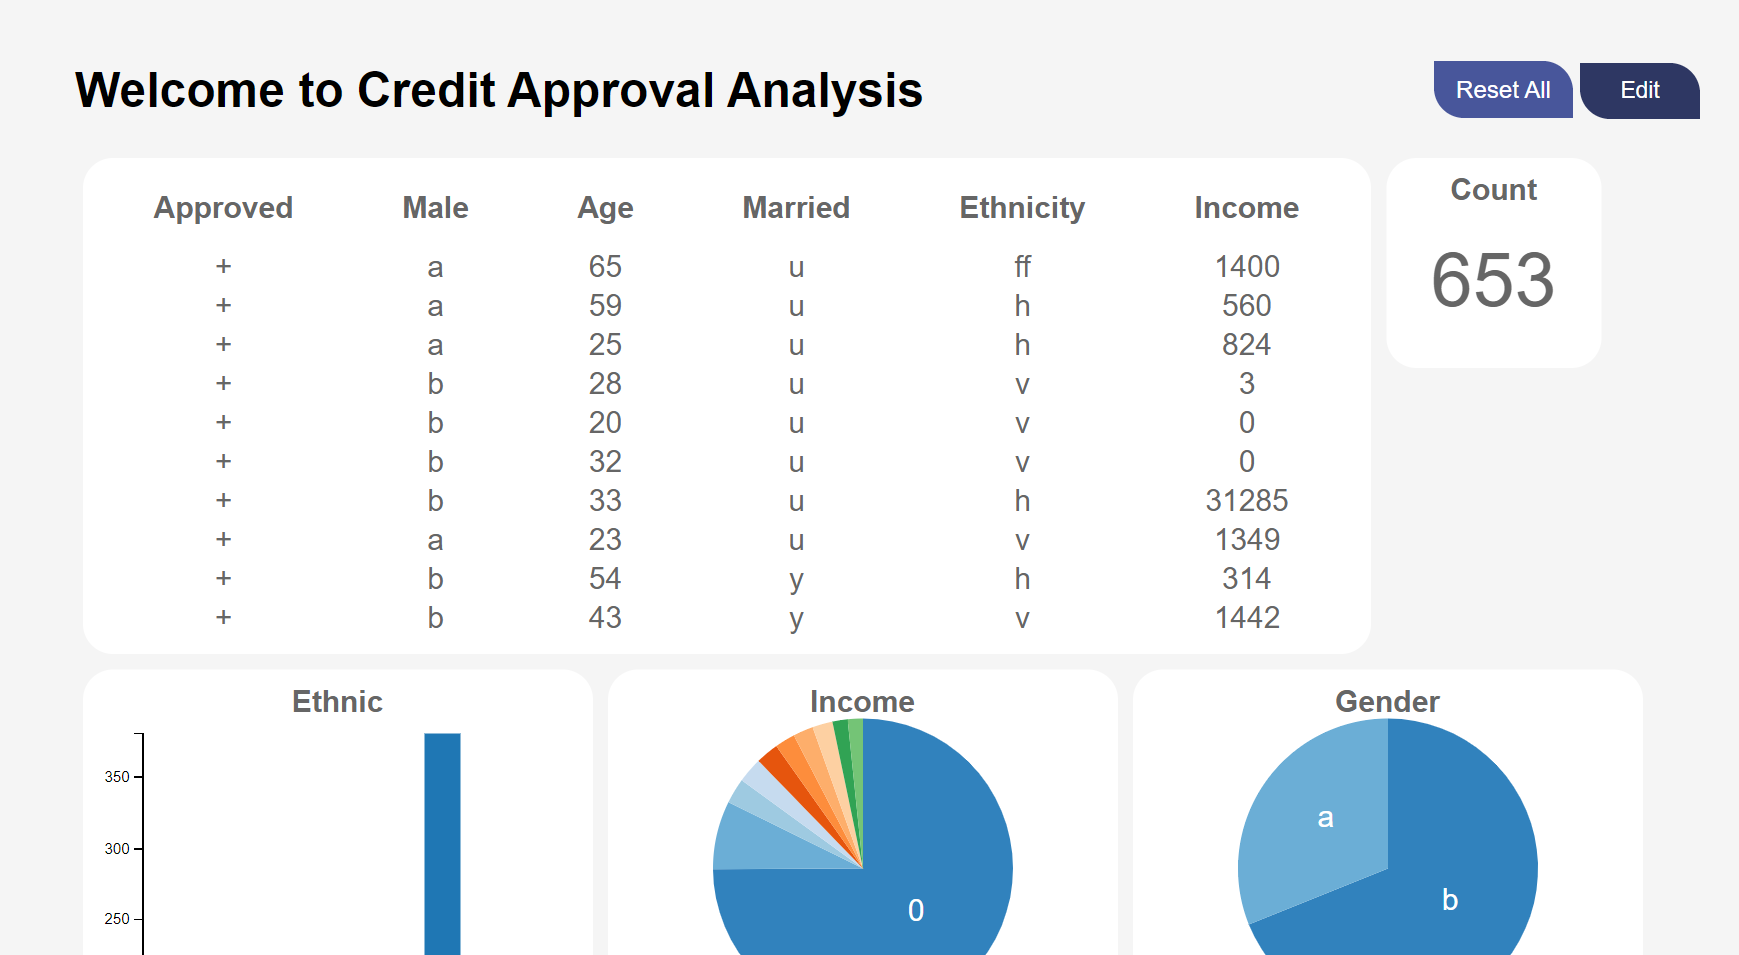 Welcome to Credit Approval Analysis
Reset All
Edit
Approved Male Age Married Ethnicity Income
+ a 65 u ff 1400
+ a 59 u h 560
+ a 25 u h 824
+ b 28 u v 3
+ b 20 u v 0
+ b 32 u v 0
+ b 33 u h 31285
+ a 23 u v 1349
+ b 54 y h 314
+ b 43 y v 1442
Count
653
Ethnic
350
300
250
Income
0
Gender
a
b